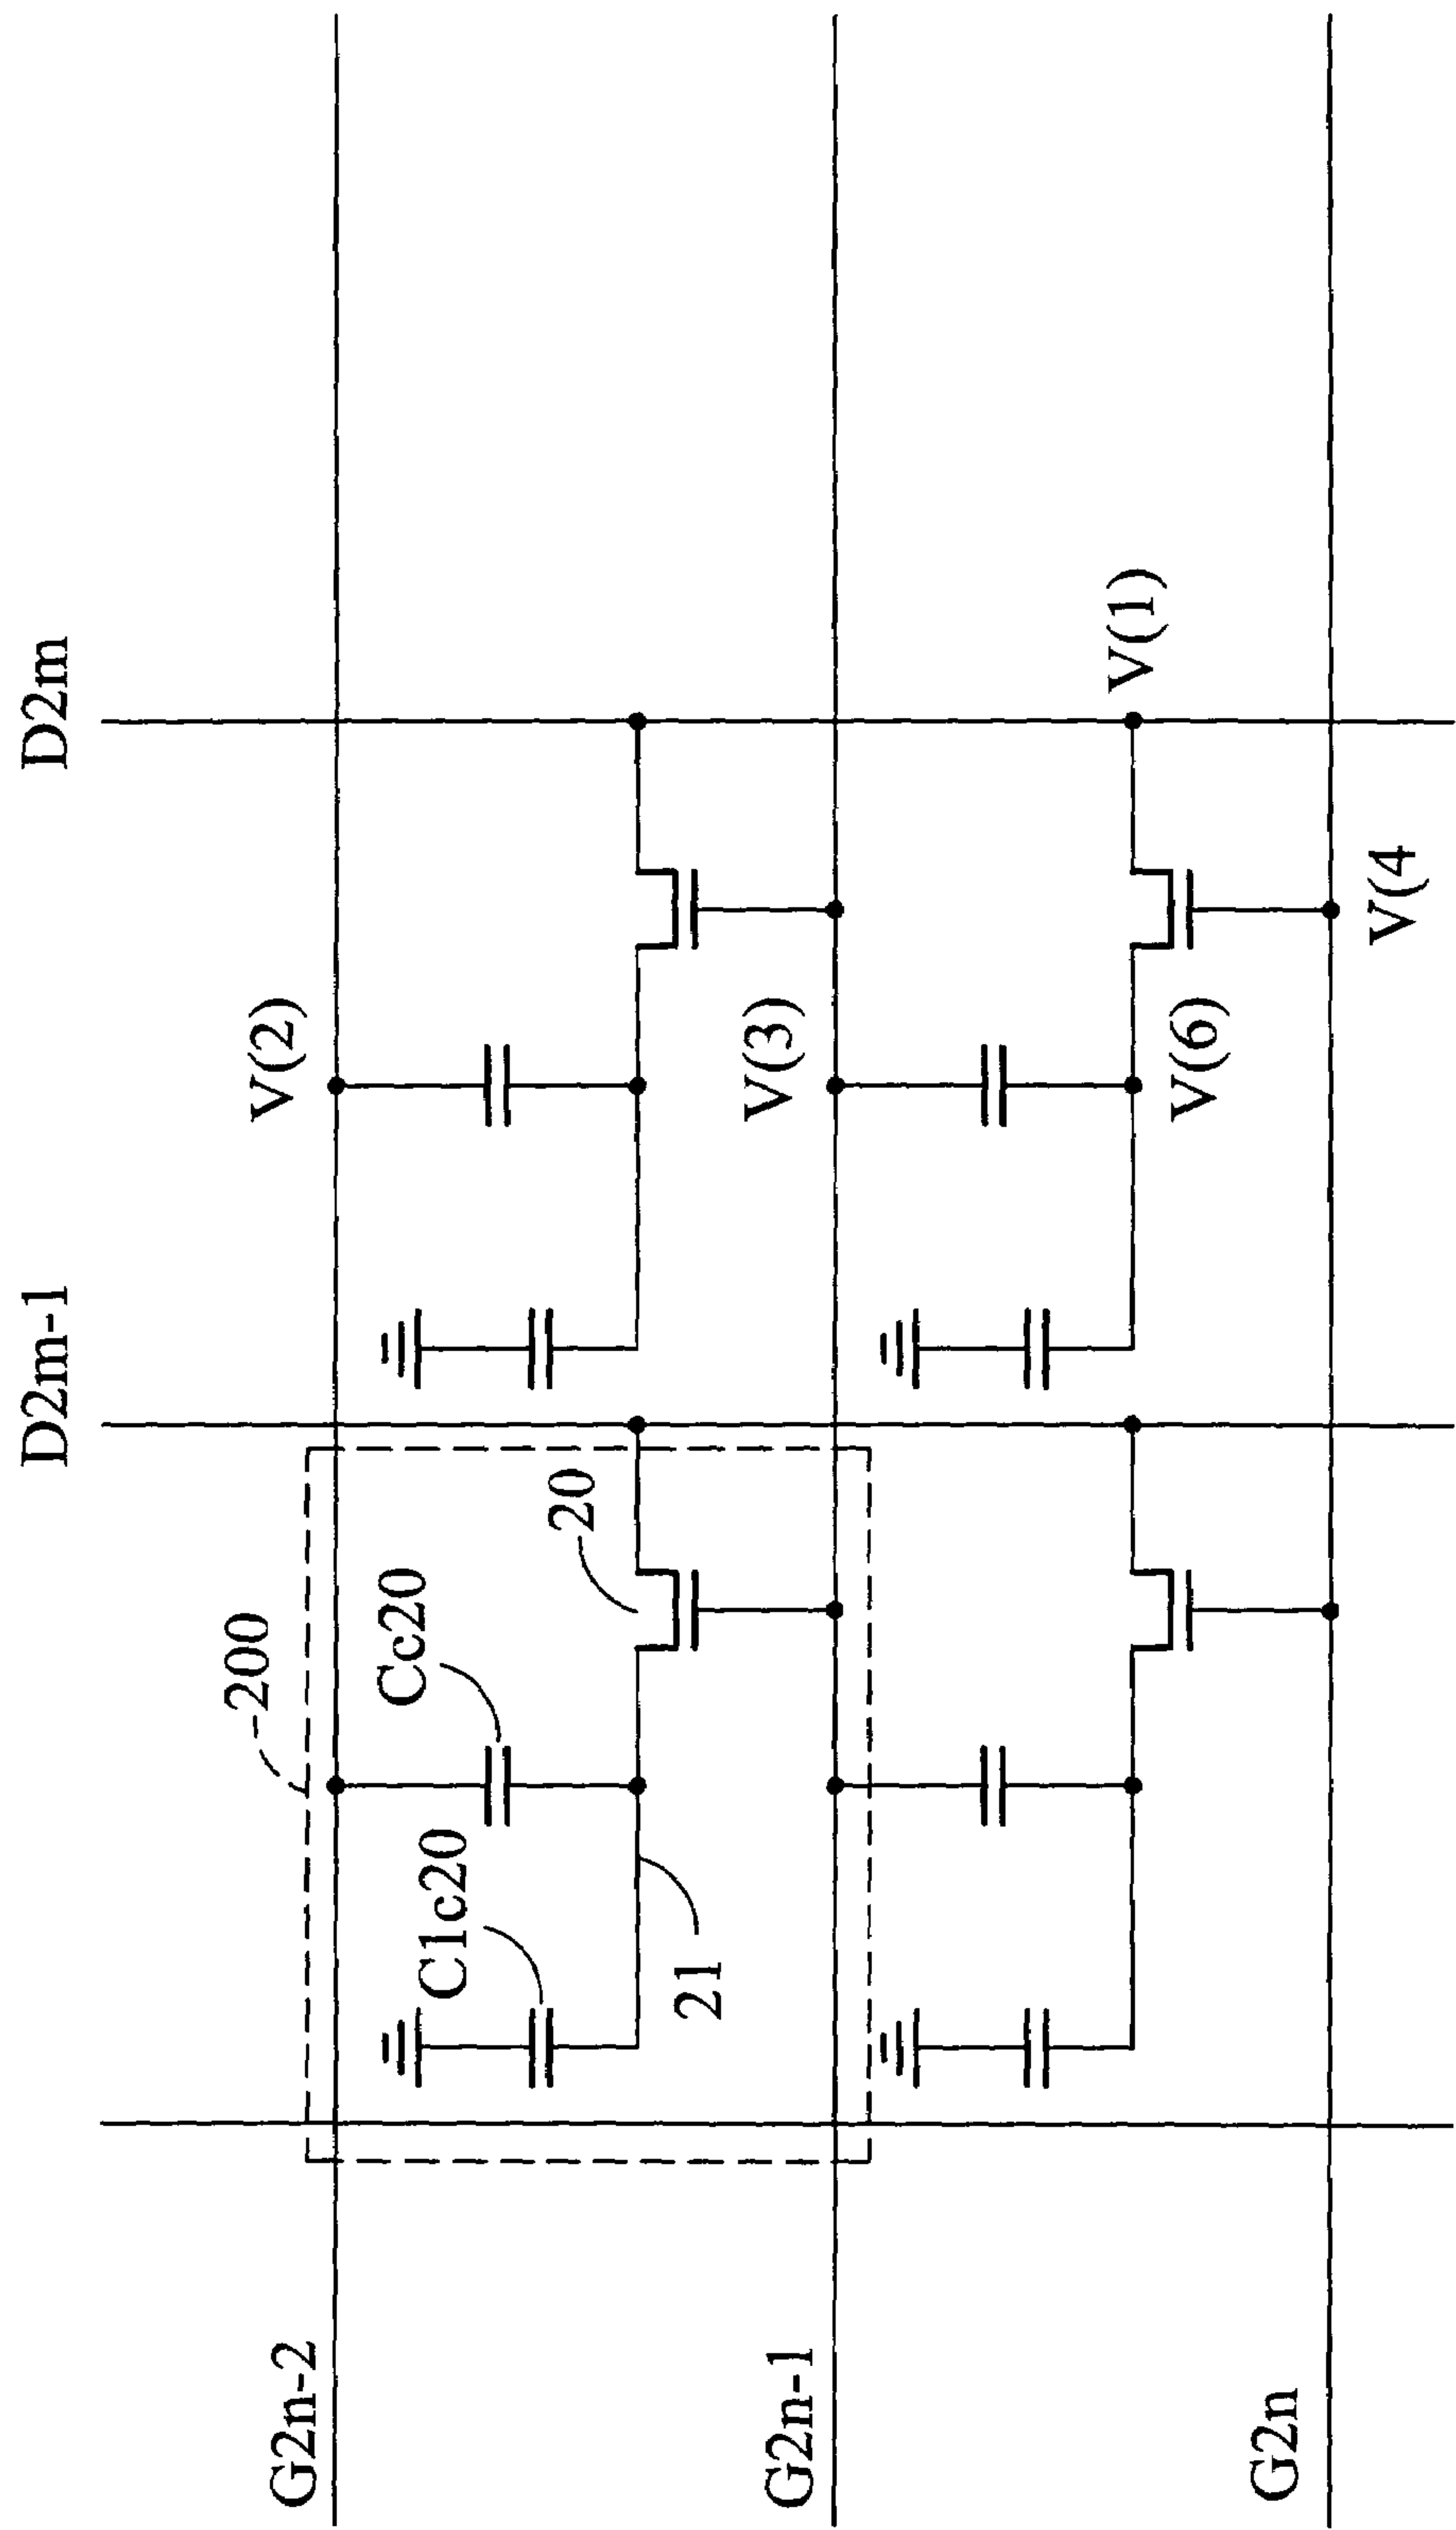 D2m-1
D2m
200
G2n-2
V(2)
C1c20
Cc20
20
21
G2n-1
V(3)
V(1)
V(6)
G2n
V(4